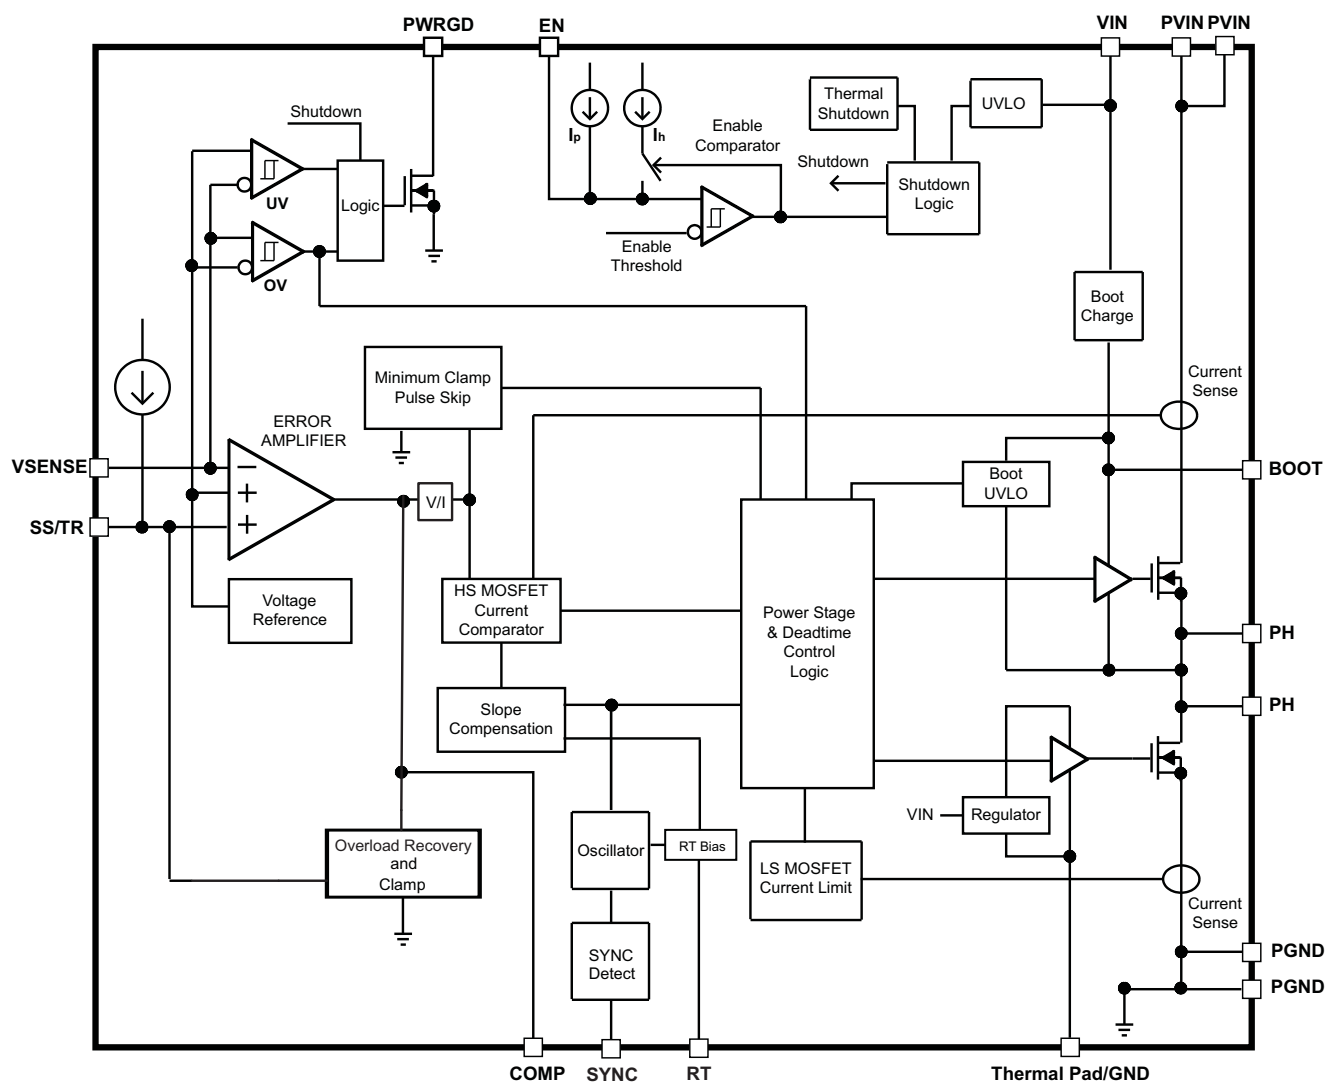 PWRGD
EN
VIN
PVIN
PVIN
Shutdown
Ip
Ih
Enable
Comparator
Thermal
Shutdown
UVLO
UV
Logic
Shutdown
Shutdown
Logic
OV
Enable
Threshold
Boot
Charge
Minimum Clamp
Pulse Skip
Current
Sense
ERROR
AMPLIFIER
VSENSE
−
+
+
SS/TR
V/I
Boot
UVLO
BOOT
Voltage
Reference
HS MOSFET
Current
Comparator
Power Stage
& Deadtime
Control
Logic
PH
PH
Slope
Compensation
VIN
Regulator
Overload Recovery
and
Clamp
Oscillator
RT Bias
LS MOSFET
Current Limit
Current
Sense
SYNC
Detect
PGND
PGND
COMP
SYNC
RT
Thermal Pad/GND